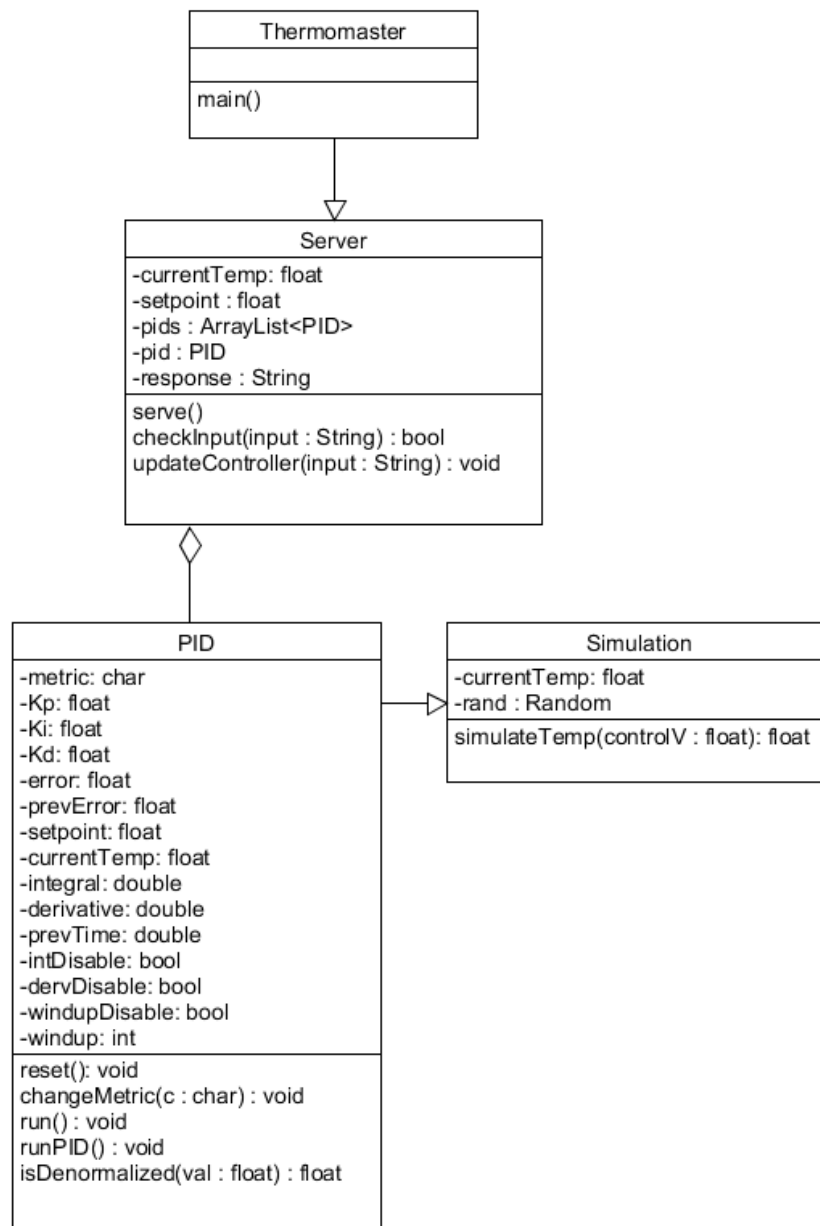 Thermomaster
main()
Server
-currentTemp: float
-setpoint : float
-pids : ArrayList<PID>
-pid : PID
-response : String
serve()
checkInput(input : String) : bool
updateController(input : String) : void
PID
-metric: char
-Kp: float
-Ki: float
-Kd: float
-error: float
-prevError: float
-setpoint: float
-currentTemp: float
-integral: double
-derivative: double
-prevTime: double
-intDisable: bool
-dervDisable: bool
-windupDisable: bool
-windup: int
reset(): void
changeMetric(c : char) : void
run() : void
runPID() : void
isDenormalized(val : float) : float
Simulation
-currentTemp: float
-rand : Random
simulateTemp(controlV : float): float